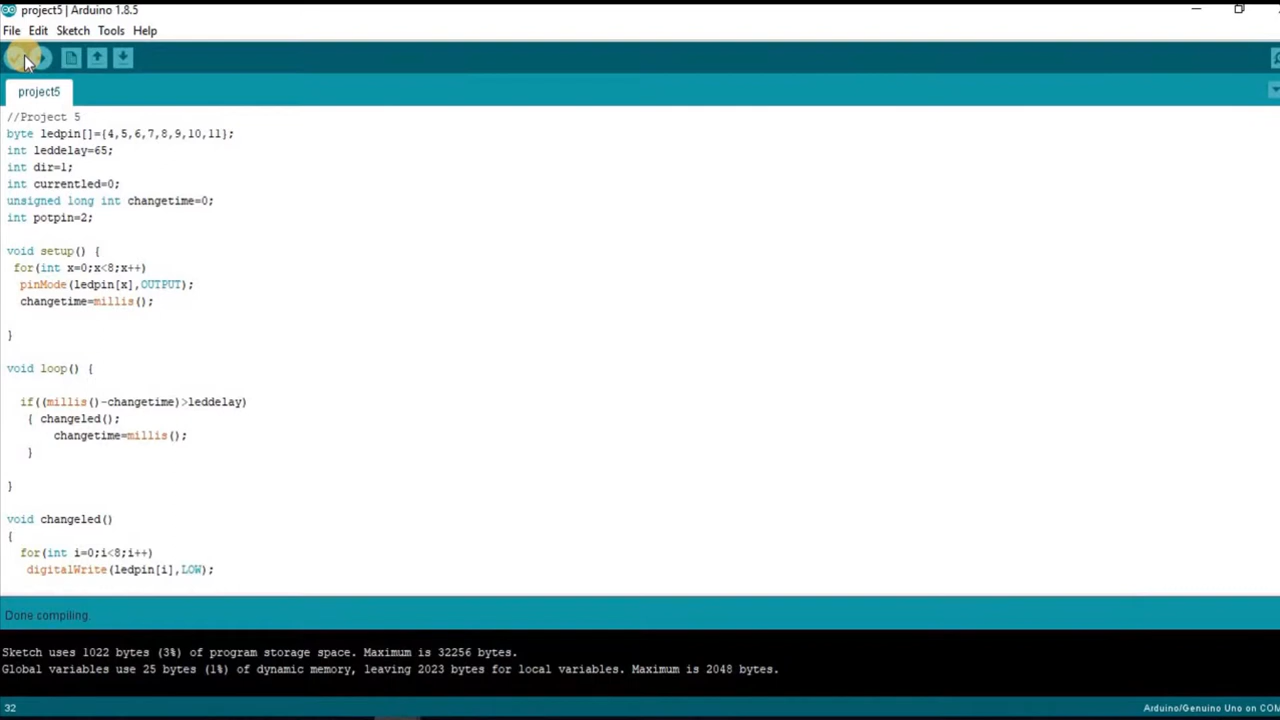 project5 | Arduino 1.8.5
File Edit Sketch Tools Help
project5
//Project 5
byte ledpin[]={4,5,6,7,8,9,10,11};
int leddelay=65;
int dir=1;
int currentled=0;
unsigned long int changetime=0;
int potpin=2;
void setup() {
for(int x=0;x<8;x++)
pinMode(ledpin[x],OUTPUT);
changetime=millis();
}
void loop() {
if((millis()-changetime)>leddelay)
{ changeled();
changetime=millis();
}
}
void changeled()
{
for(int i=0;i<8;i++)
digitalWrite(ledpin[i],LOW);
Done compiling.
Sketch uses 1022 bytes (3%) of program storage space. Maximum is 32256 bytes.
Global variables use 25 bytes (1%) of dynamic memory, leaving 2023 bytes for local variables. Maximum is 2048 bytes.
32
Arduino/Genuino Uno on COM